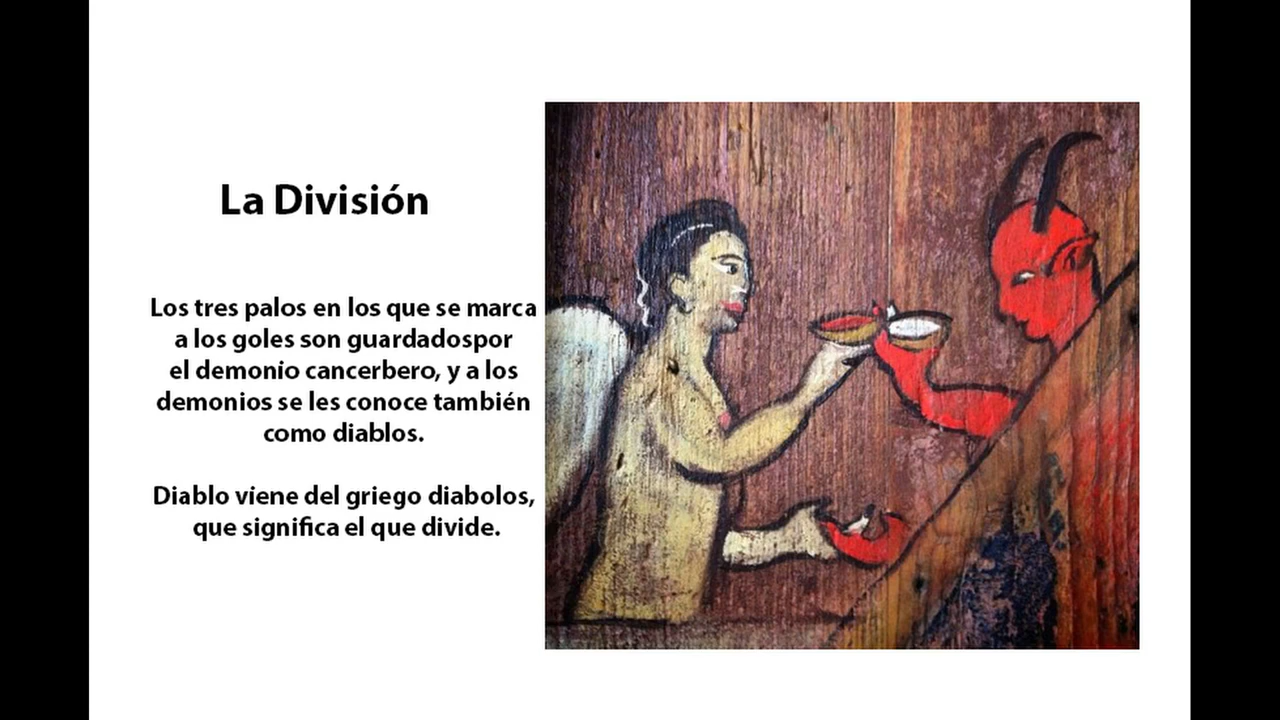 La División
Los tres palos en los que se marca
a los goles son guardadospor
el demonio cancerbero, y a los
demonios se les conoce también
como diablos.
Diablo viene del griego diabolos,
que significa el que divide.